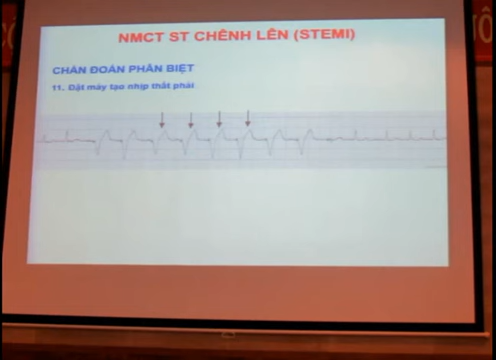 NMCT ST CHÊNH LÊN (STEMI)
CHẨN ĐOÁN PHÂN BIỆT
11. Đặt máy tạo nhịp thất phải